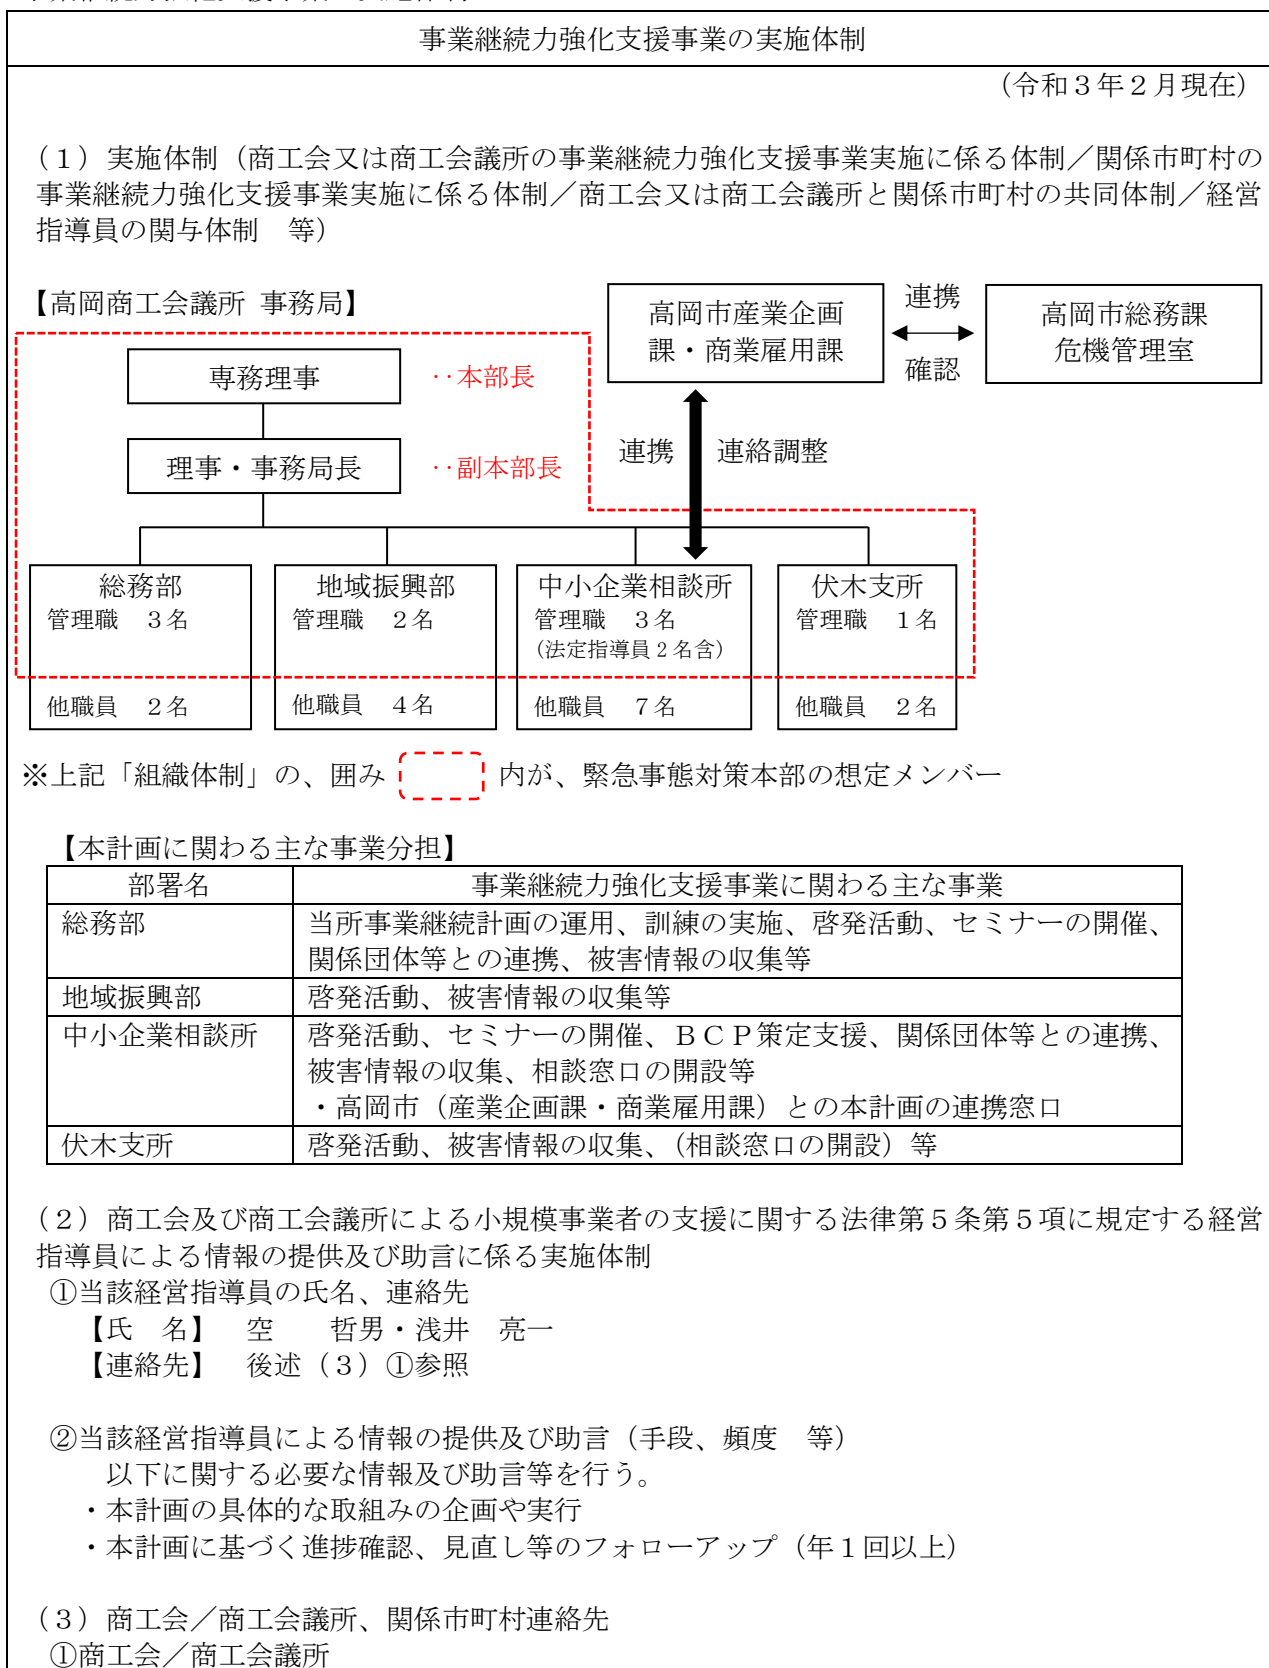 事業継続力強化支援事業の実施体制
（令和３年２月現在）
（１）実施体制（商工会又は商工会議所の事業継続力強化支援事業実施に係る体制／関係市町村の
事業継続力強化支援事業実施に係る体制／商工会又は商工会議所と関係市町村の共同体制／経営
指導員の関与体制　等）
【高岡商工会議所 事務局】
高岡市産業企画
課・商業雇用課
連携
確認
高岡市総務課
危機管理室
専務理事
‥本部長
理事・事務局長
‥副本部長
連携
連絡調整
総務部
管理職　３名
他職員　２名
地域振興部
管理職　２名
他職員　４名
中小企業相談所
管理職　３名
（法定指導員２名含）
他職員　７名
伏木支所
管理職　１名
他職員　２名
※上記「組織体制」の、囲み　　　内が、緊急事態対策本部の想定メンバー
【本計画に関わる主な事業分担】
部署名
事業継続力強化支援事業に関わる主な事業
総務部
当所事業継続計画の運用、訓練の実施、啓発活動、セミナーの開催、
関係団体等との連携、被害情報の収集等
地域振興部
啓発活動、被害情報の収集等
中小企業相談所
啓発活動、セミナーの開催、ＢＣＰ策定支援、関係団体等との連携、
被害情報の収集、相談窓口の開設等
・高岡市（産業企画課・商業雇用課）との本計画の連携窓口
伏木支所
啓発活動、被害情報の収集、（相談窓口の開設）等
（２）商工会及び商工会議所による小規模事業者の支援に関する法律第５条第５項に規定する経営
指導員による情報の提供及び助言に係る実施体制
①当該経営指導員の氏名、連絡先
【氏　名】　空　　哲男・浅井　亮一
【連絡先】　後述（３）①参照
②当該経営指導員による情報の提供及び助言（手段、頻度　等）
以下に関する必要な情報及び助言等を行う。
・本計画の具体的な取組みの企画や実行
・本計画に基づく進捗確認、見直し等のフォローアップ（年１回以上）
（３）商工会／商工会議所、関係市町村連絡先
①商工会／商工会議所